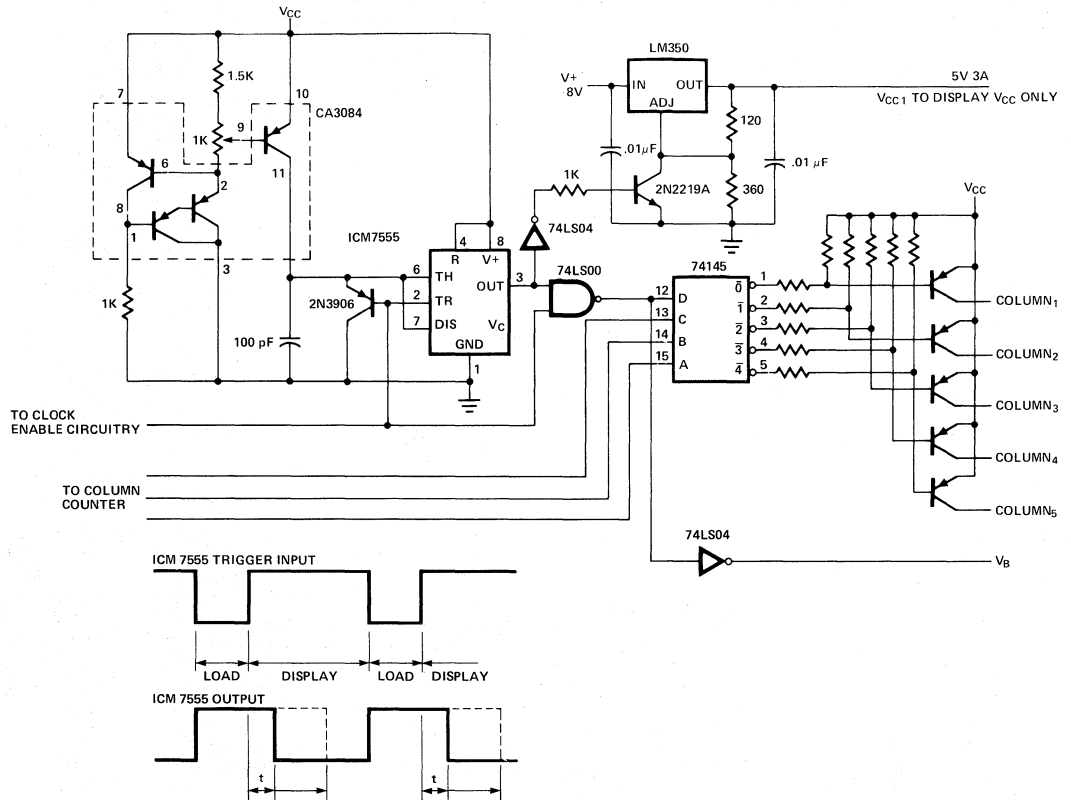 VCC
LM350
1.5K
V+
8V
IN
OUT
ADJ
5V 3A
VCC1 TO DISPLAY VCC ONLY
7
10
CA3084
1K
9
120
.01µF
.01 µF
6
11
1K
2N2219A
360
2
VCC
8
1
ICM7555
74LS04
4
8
3
R
V+
74LS00
74145
6
TH
OUT
3
1K
2N3906
2
TR
VC
7
DIS
100 pF
GND
1
12
D
0
1
13
C
1
2
14
B
2
3
15
A
3
4
4
5
COLUMN1
COLUMN2
COLUMN3
COLUMN4
COLUMN5
TO CLOCK
ENABLE CIRCUITRY
TO COLUMN
COUNTER
74LS04
VB
ICM 7555 TRIGGER INPUT
LOAD
DISPLAY
LOAD
DISPLAY
ICM 7555 OUTPUT
t
t